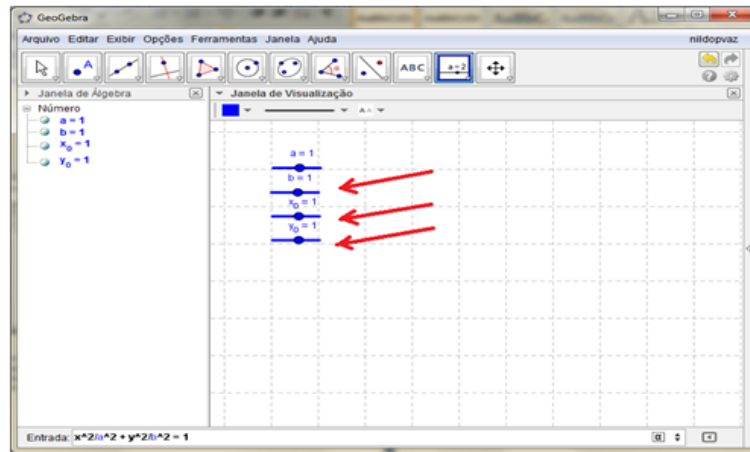 GeoGebra
Arquivo Editar Exibir Opções Ferramentas Janela Ajuda
nildopvaz
A
ABC
a=2
Janela de Álgebra
Janela de Visualização
Número
a = 1
b = 1
x₀ = 1
y₀ = 1
a = 1
b = 1
x₀ = 1
y₀ = 1
Entrada: x^2/a^2 + y^2/b^2 = 1
α